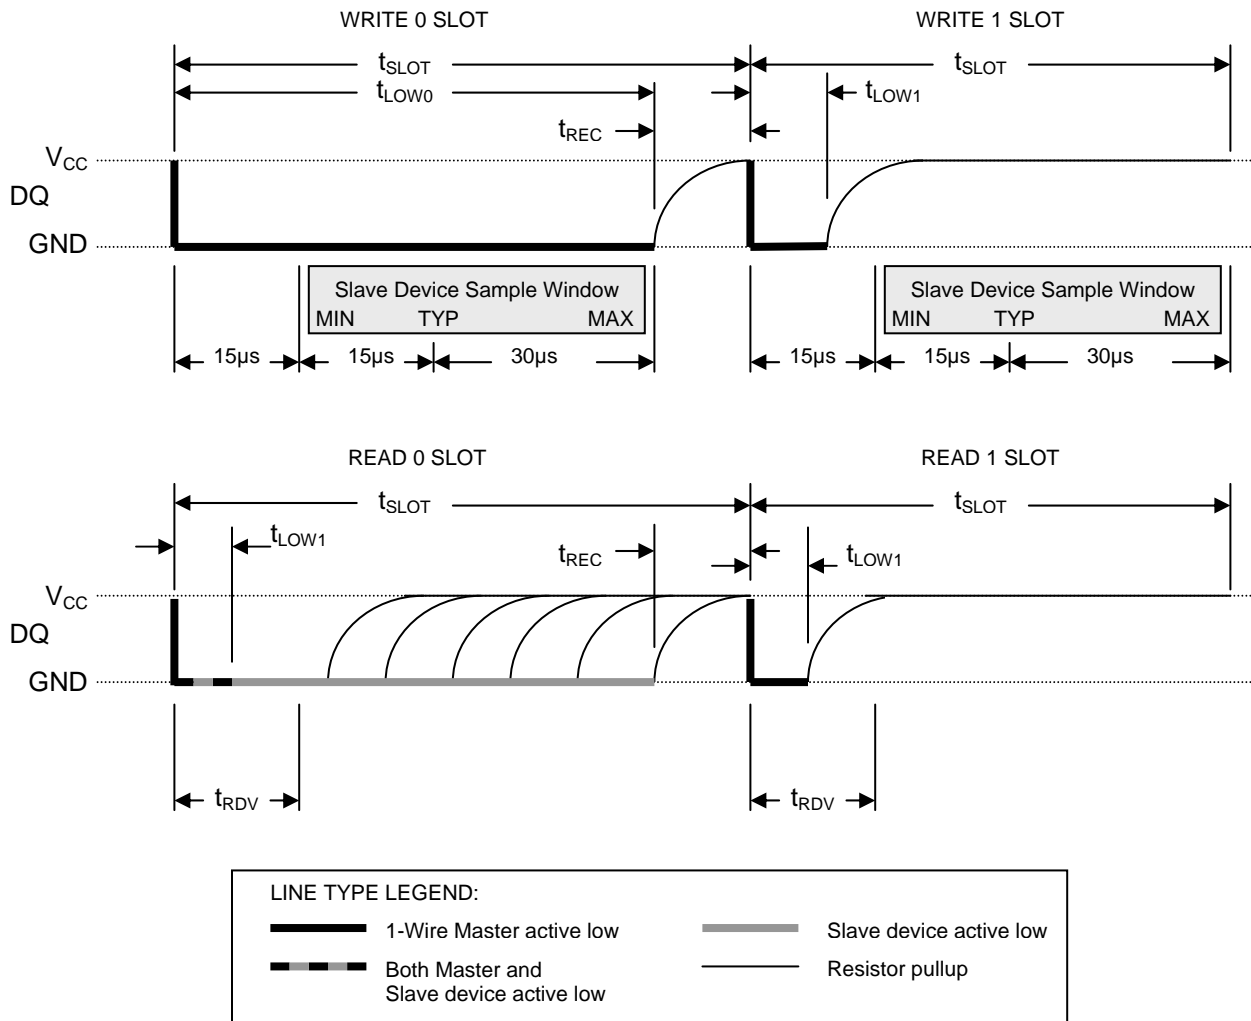 WRITE 0 SLOT
WRITE 1 SLOT
tSLOT
tSLOT
tLOW0
tLOW1
tREC
VCC
DQ
GND
Slave Device Sample Window
MIN TYP MAX
Slave Device Sample Window
MIN TYP MAX
15µs 15µs 30µs
15µs 15µs 30µs
READ 0 SLOT
READ 1 SLOT
tSLOT
tSLOT
tLOW1
tREC
tLOW1
VCC
DQ
GND
tRDV
tRDV
LINE TYPE LEGEND:
1-Wire Master active low
Slave device active low
Both Master and
Slave device active low
Resistor pullup